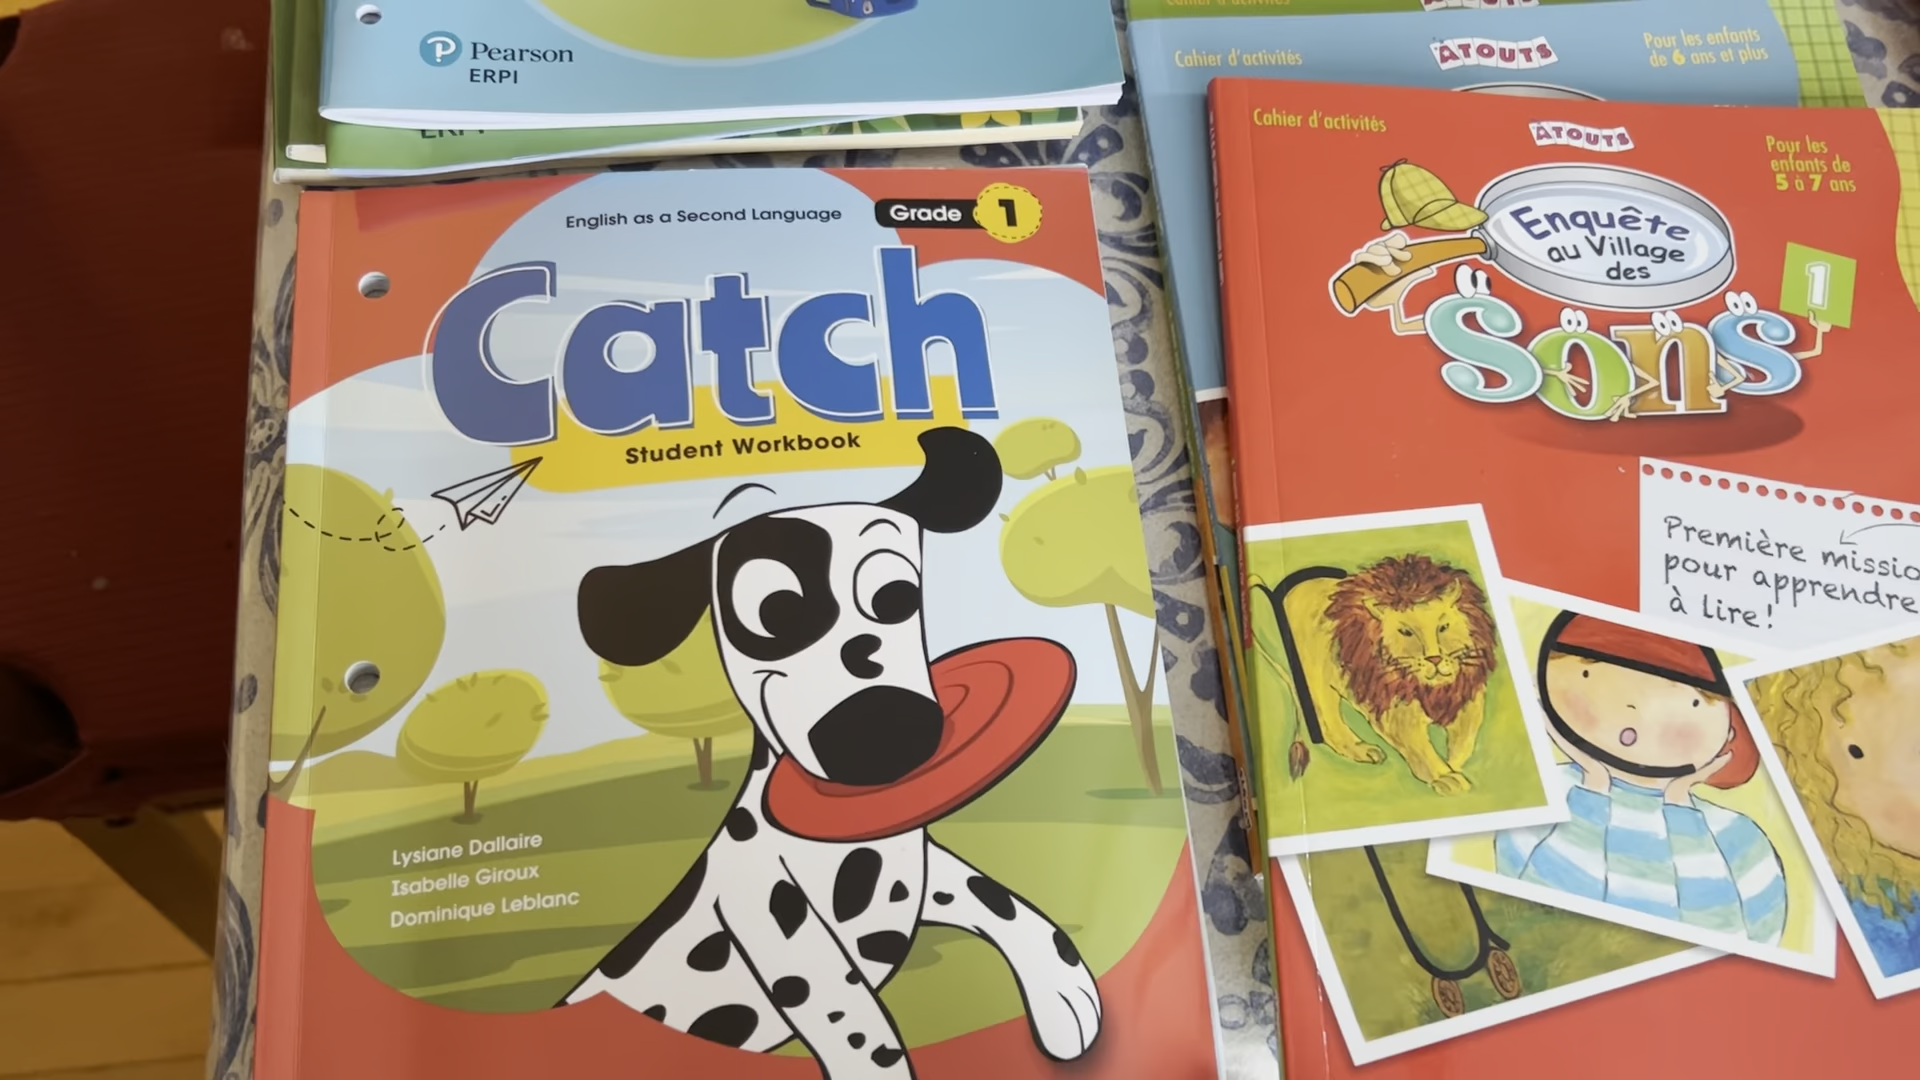 Pearson
ERPI
English as a Second Language
Grade 1
Catch
Student Workbook
Lysiane Dallaire
Isabelle Giroux
Dominique Leblanc
Cahier d'activités
ATOUTS
Pour les enfants
de 6 ans et plus
Cahier d'activités
ATOUTS
Pour les
enfants de
5 à 7 ans
Enquête
au Village
des
Sons
1
Première missio
pour apprendre
à lire!